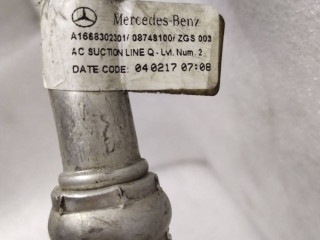 Mercedes-Benz
A1668302301/ 08748100/ ZGS 003
AC SUCTION LINE Q - Lvl. Num. 2
DATE CODE: 040217 07:08